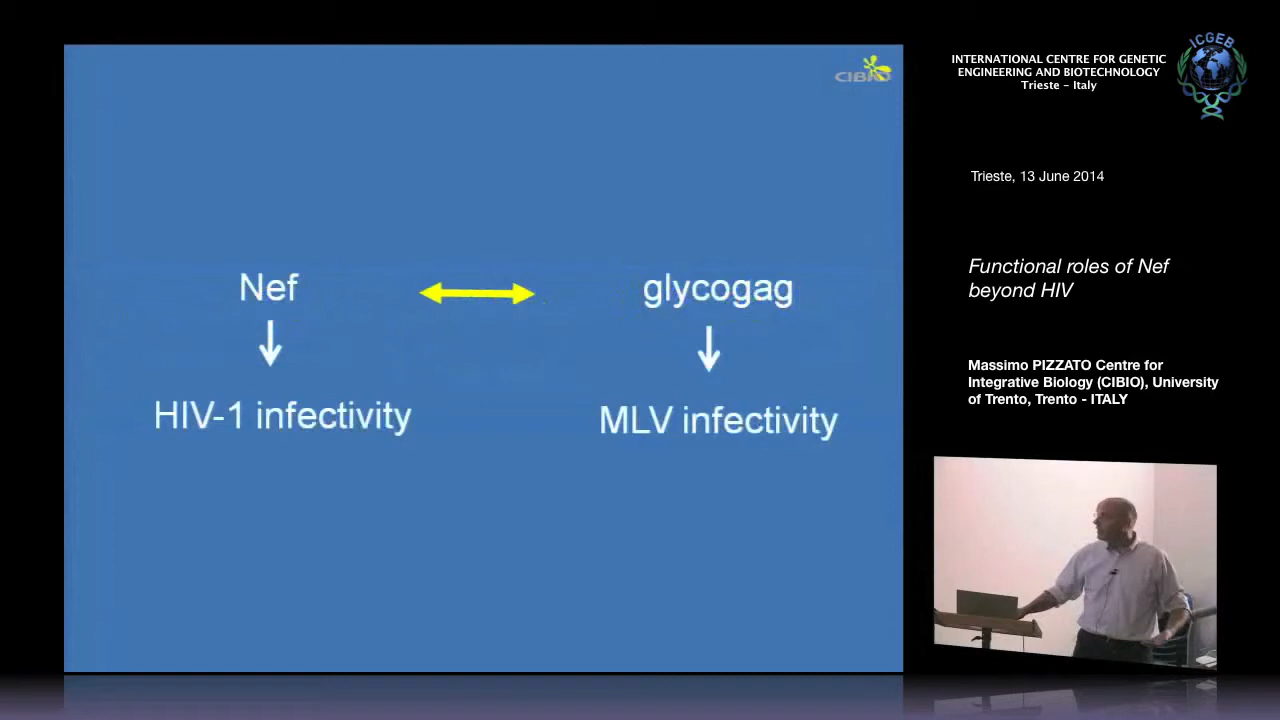 CIBIO
Nef
glycogag
HIV-1 infectivity
MLV infectivity
INTERNATIONAL CENTRE FOR GENETIC
ENGINEERING AND BIOTECHNOLOGY
Trieste - Italy
ICGEB
Trieste, 13 June 2014
Functional roles of Nef
beyond HIV
Massimo PIZZATO Centre for
Integrative Biology (CIBIO), University
of Trento, Trento - ITALY